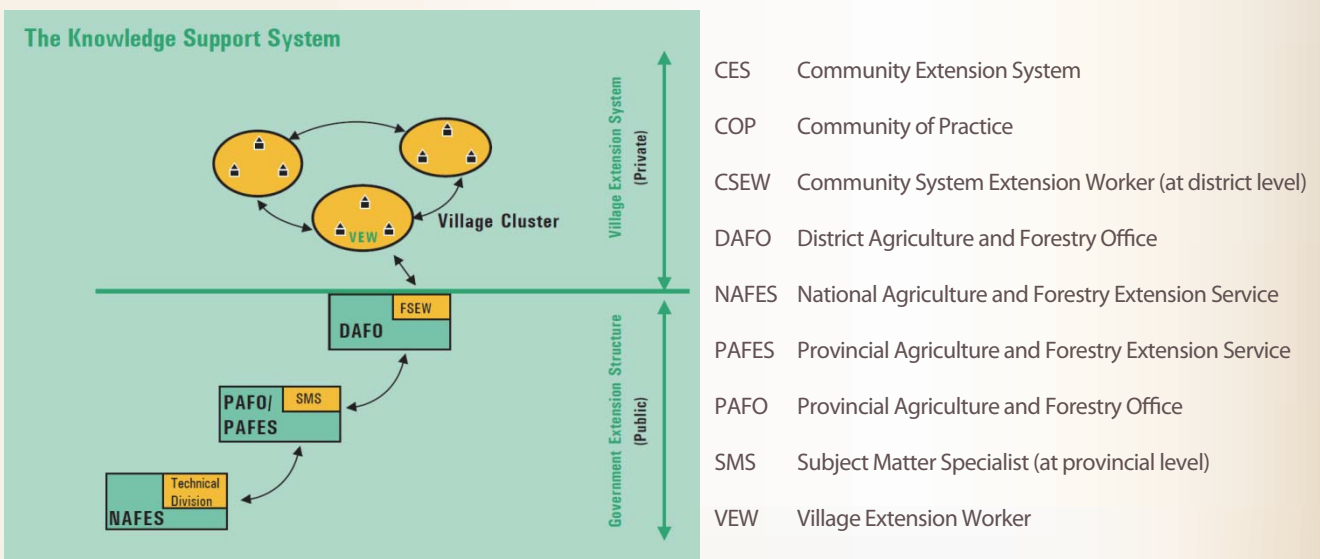 The Knowledge Support System
Village Extension System
(Private)
VEW
Village Cluster
FSEW
DAFO
PAFO/
PAFES
SMS
Technical
Division
NAFES
Government Extension Structure
(Public)
CES Community Extension System
COP Community of Practice
CSEW Community System Extension Worker (at district level)
DAFO District Agriculture and Forestry Office
NAFES National Agriculture and Forestry Extension Service
PAFES Provincial Agriculture and Forestry Extension Service
PAFO Provincial Agriculture and Forestry Office
SMS Subject Matter Specialist (at provincial level)
VEW Village Extension Worker